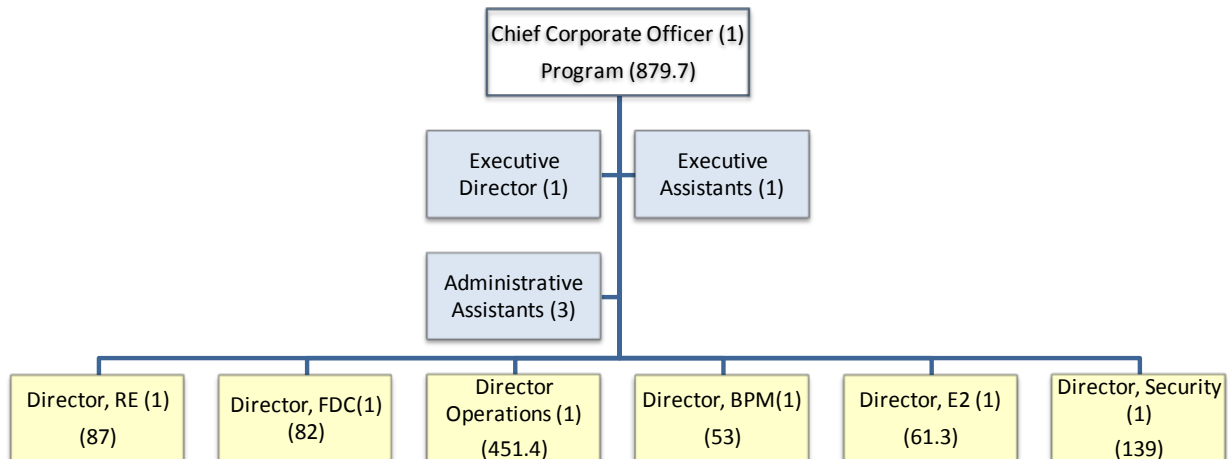 Chief Corporate Officer (1)
Program (879.7)
Executive
Director (1)
Executive
Assistants (1)
Administrative
Assistants (3)
Director, RE (1)
(87)
Director, FDC(1)
(82)
Director
Operations (1)
(451.4)
Director, BPM(1)
(53)
Director, E2 (1)
(61.3)
Director, Security
(1)
(139)